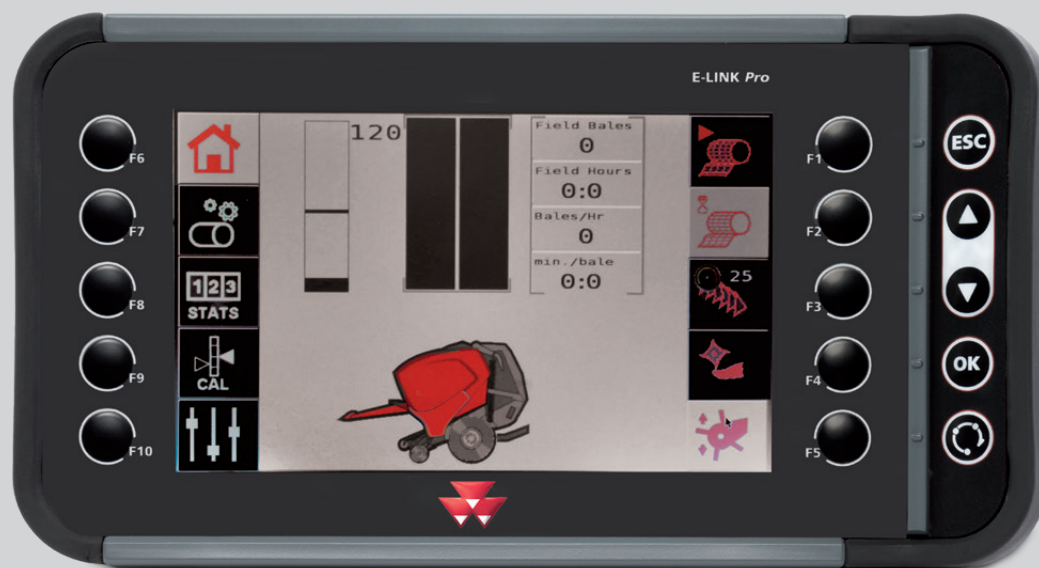 E-LINK Pro
F6
F7
F8
F9
F10
123
STATS
CAL
120
Field Bales
0
Field Hours
0:0
Bales/Hr
0
min./bale
0:0
25
F1
F2
F3
F4
F5
ESC
OK